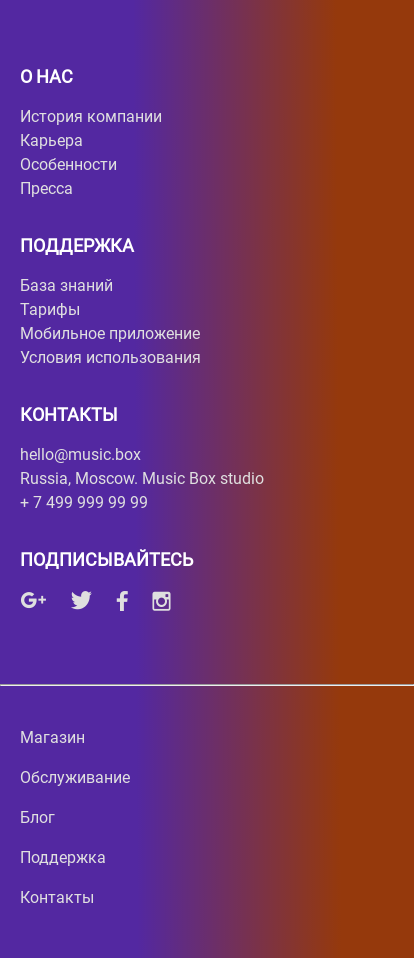 О НАС
История компании
Карьера
Особенности
Пресса
ПОДДЕРЖКА
База знаний
Тарифы
Мобильное приложение
Условия использования
КОНТАКТЫ
hello@music.box
Russia, Moscow. Music Box studio
+ 7 499 999 99 99
ПОДПИСЫВАЙТЕСЬ
Магазин
Обслуживание
Блог
Поддержка
Контакты